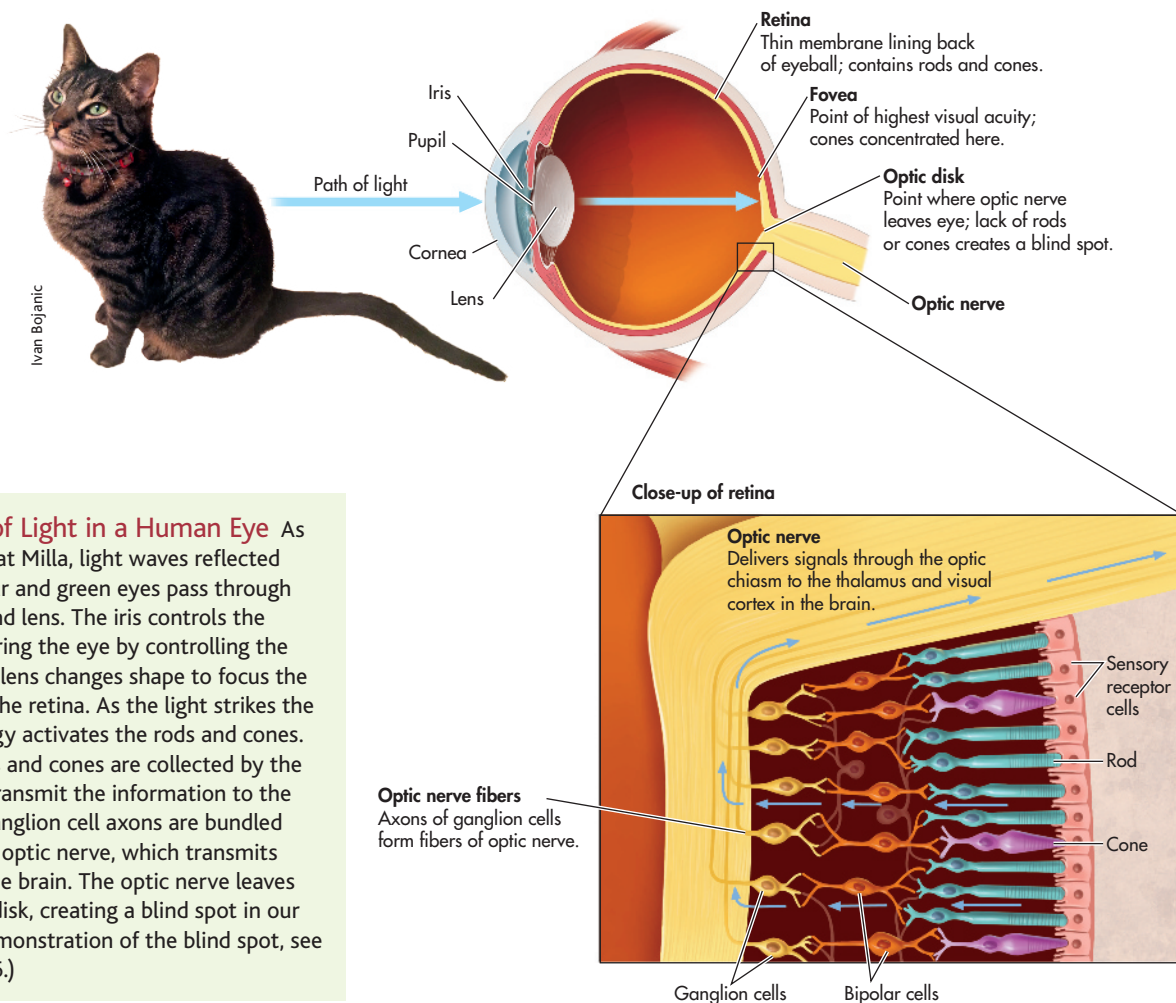 Retina
Thin membrane lining back
of eyeball; contains rods and cones.
Iris
Fovea
Point of highest visual acuity;
cones concentrated here.
Pupil
Path of light
Optic disk
Point where optic nerve
leaves eye; lack of rods
or cones creates a blind spot.
Cornea
Lens
Optic nerve
Ivan Bojanic
Close-up of retina
of Light in a Human Eye As
at Milla, light waves reflected
r and green eyes pass through
nd lens. The iris controls the
ring the eye by controlling the
lens changes shape to focus the
he retina. As the light strikes the
gy activates the rods and cones.
s and cones are collected by the
ransmit the information to the
anglion cell axons are bundled
optic nerve, which transmits
e brain. The optic nerve leaves
disk, creating a blind spot in our
monstration of the blind spot, see
6.)
Optic nerve
Delivers signals through the optic
chiasm to the thalamus and visual
cortex in the brain.
Sensory
receptor
cells
Rod
Optic nerve fibers
Axons of ganglion cells
form fibers of optic nerve.
Cone
Ganglion cells
Bipolar cells